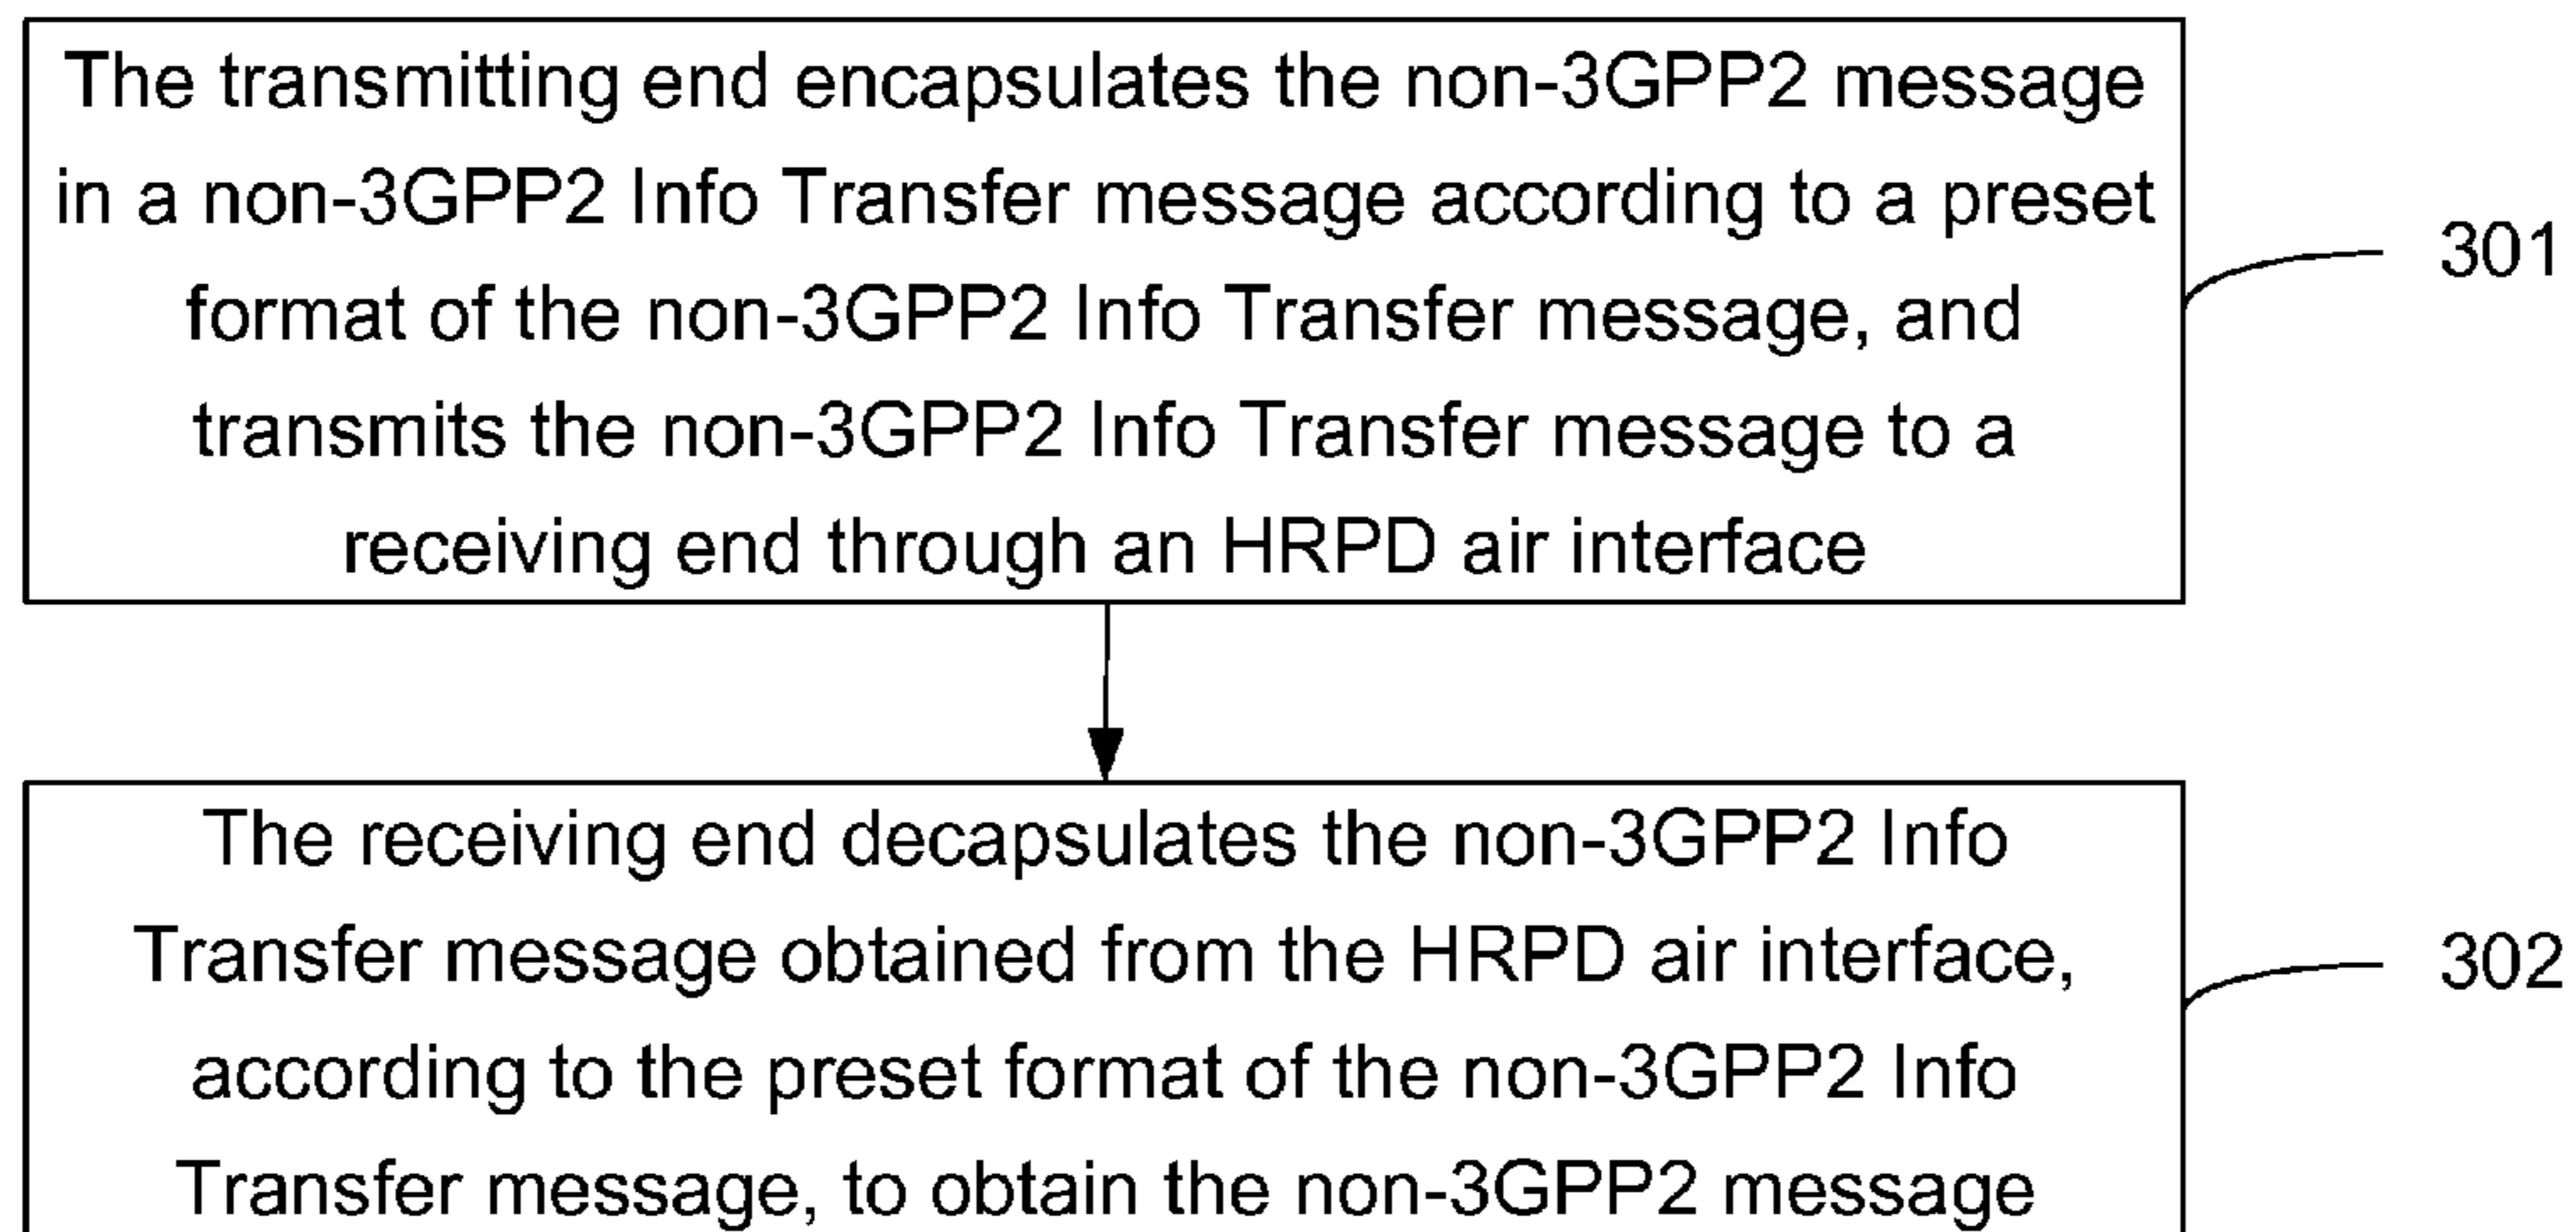 The transmitting end encapsulates the non-3GPP2 message
in a non-3GPP2 Info Transfer message according to a preset
format of the non-3GPP2 Info Transfer message, and
transmits the non-3GPP2 Info Transfer message to a
receiving end through an HRPD air interface
301
The receiving end decapsulates the non-3GPP2 Info
Transfer message obtained from the HRPD air interface,
according to the preset format of the non-3GPP2 Info
Transfer message, to obtain the non-3GPP2 message
302